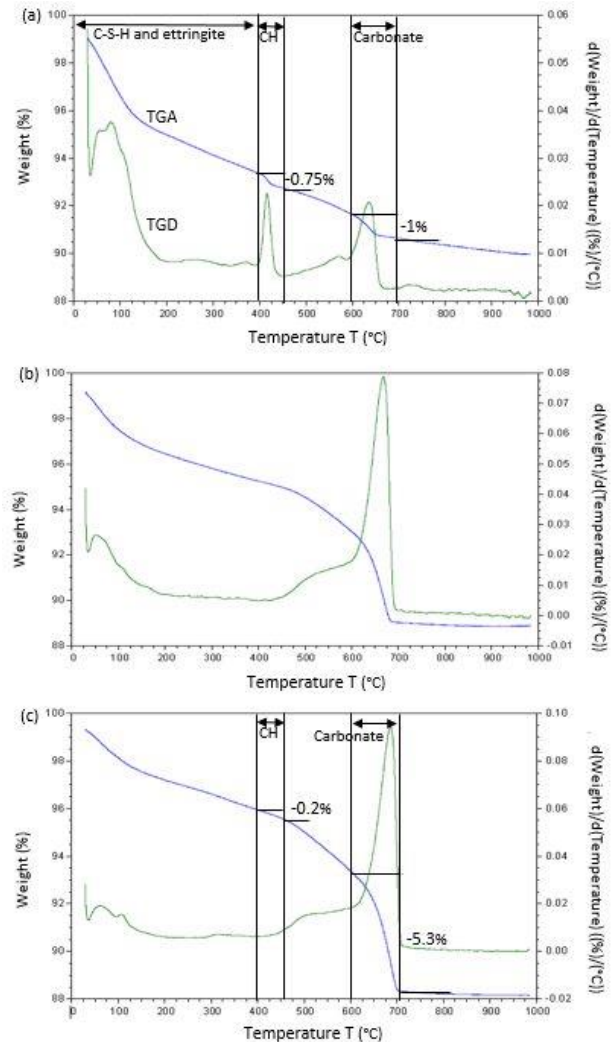 (a)
C-S-H and ettringite
CH
Carbonate
TGA
TGD
-0.75%
-1%
100
98
96
94
92
90
88
Weight (%)
0.06
0.05
0.04
0.03
0.02
0.01
0.00
d(Weight)/d(Temperature) ((%)/(°C))
0 100 200 300 400 500 600 700 800 900 1000
Temperature T (°C)
(b)
100
98
96
94
92
90
88
Weight (%)
0.08
0.07
0.06
0.05
0.04
0.03
0.02
0.01
0.00
-0.01
d(Weight)/d(Temperature) ((%)/(°C))
0 100 200 300 400 500 600 700 800 900 1000
Temperature T (°C)
(c)
CH
Carbonate
-0.2%
-5.3%
100
98
96
94
92
90
88
Weight (%)
0.10
0.08
0.06
0.04
0.02
0.00
-0.02
d(Weight)/d(Temperature) ((%)/(°C))
0 100 200 300 400 500 600 700 800 900 1000
Temperature T (°C)